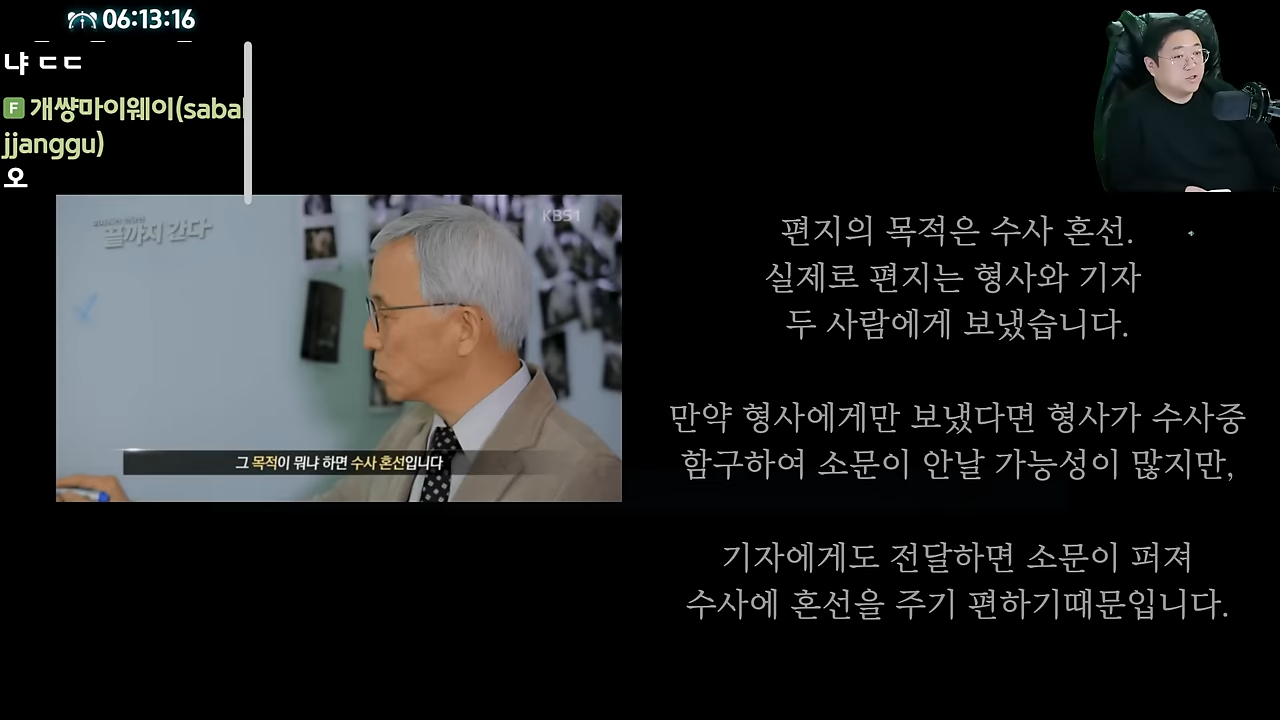 06:13:16
냐 ㄷㄷ
F 개썅마이웨이(sabal
jjanggu)
오
끝까지 간다
KBS1
그 목적이 뭐냐 하면 수사 혼선입니다
편지의 목적은 수사 혼선.
실제로 편지는 형사와 기자
두 사람에게 보냈습니다.
만약 형사에게만 보냈다면 형사가 수사중
함구하여 소문이 안날 가능성이 많지만,
기자에게도 전달하면 소문이 퍼져
수사에 혼선을 주기 편하기때문입니다.